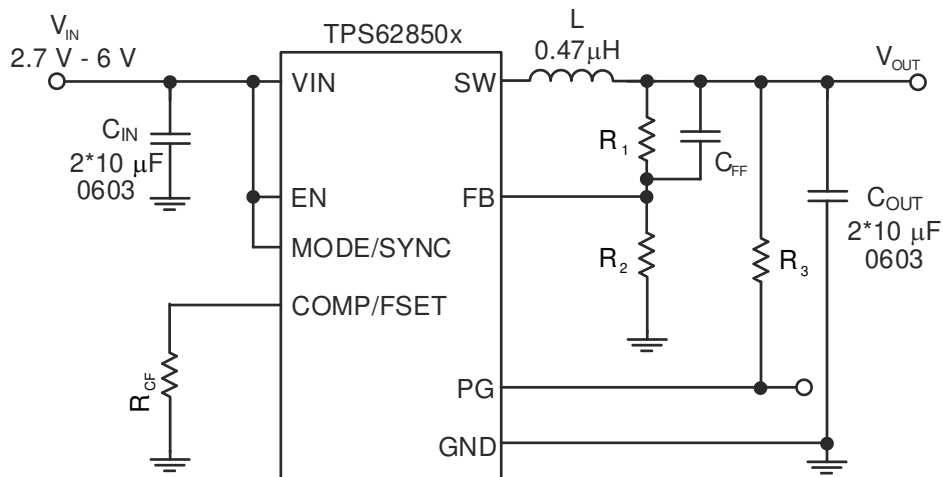 TPS62850x
V_IN
2.7 V - 6 V
L
0.47μH
V_OUT
VIN
SW
C_IN
2*10 μF
0603
R_1
C_FF
EN
FB
C_OUT
2*10 μF
0603
MODE/SYNC
R_2
R_3
COMP/FSET
R_CF
PG
GND